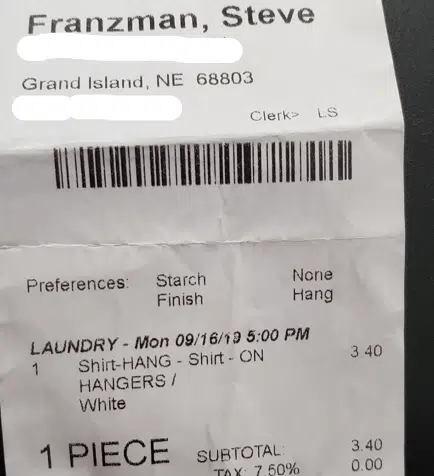 Franzman, Steve
Grand Island, NE 68803
Clerk> LS
Preferences: Starch None
Finish Hang
LAUNDRY - Mon 09/16/19 5:00 PM
1 Shirt-HANG - Shirt - ON 3.40
HANGERS /
White
1 PIECE SUBTOTAL: 3.40
TAX: 7.50% 0.00